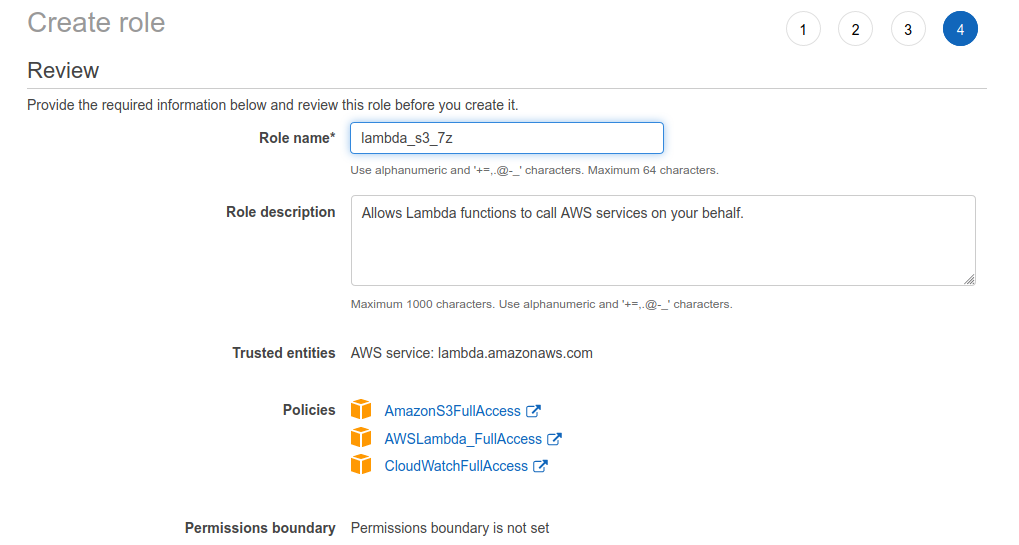 Create role
1 2 3 4
Review
Provide the required information below and review this role before you create it.
Role name* lambda_s3_7z
Use alphanumeric and '+=,.@-_' characters. Maximum 64 characters.
Role description Allows Lambda functions to call AWS services on your behalf.
Maximum 1000 characters. Use alphanumeric and '+=,.@-_' characters.
Trusted entities AWS service: lambda.amazonaws.com
Policies AmazonS3FullAccess
AWSLambda_FullAccess
CloudWatchFullAccess
Permissions boundary Permissions boundary is not set